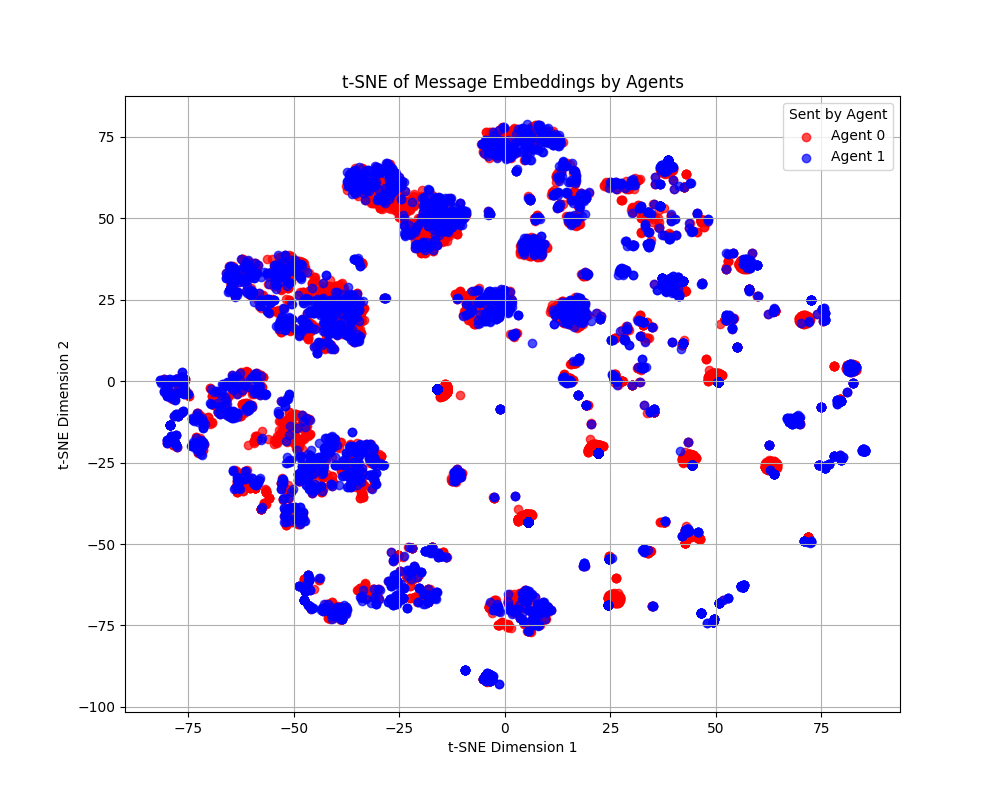 t-SNE of Message Embeddings by Agents
Sent by Agent
Agent 0
Agent 1
75
50
25
0
−25
−50
−75
−100
t-SNE Dimension 2
−75 −50 −25 0 25 50 75
t-SNE Dimension 1